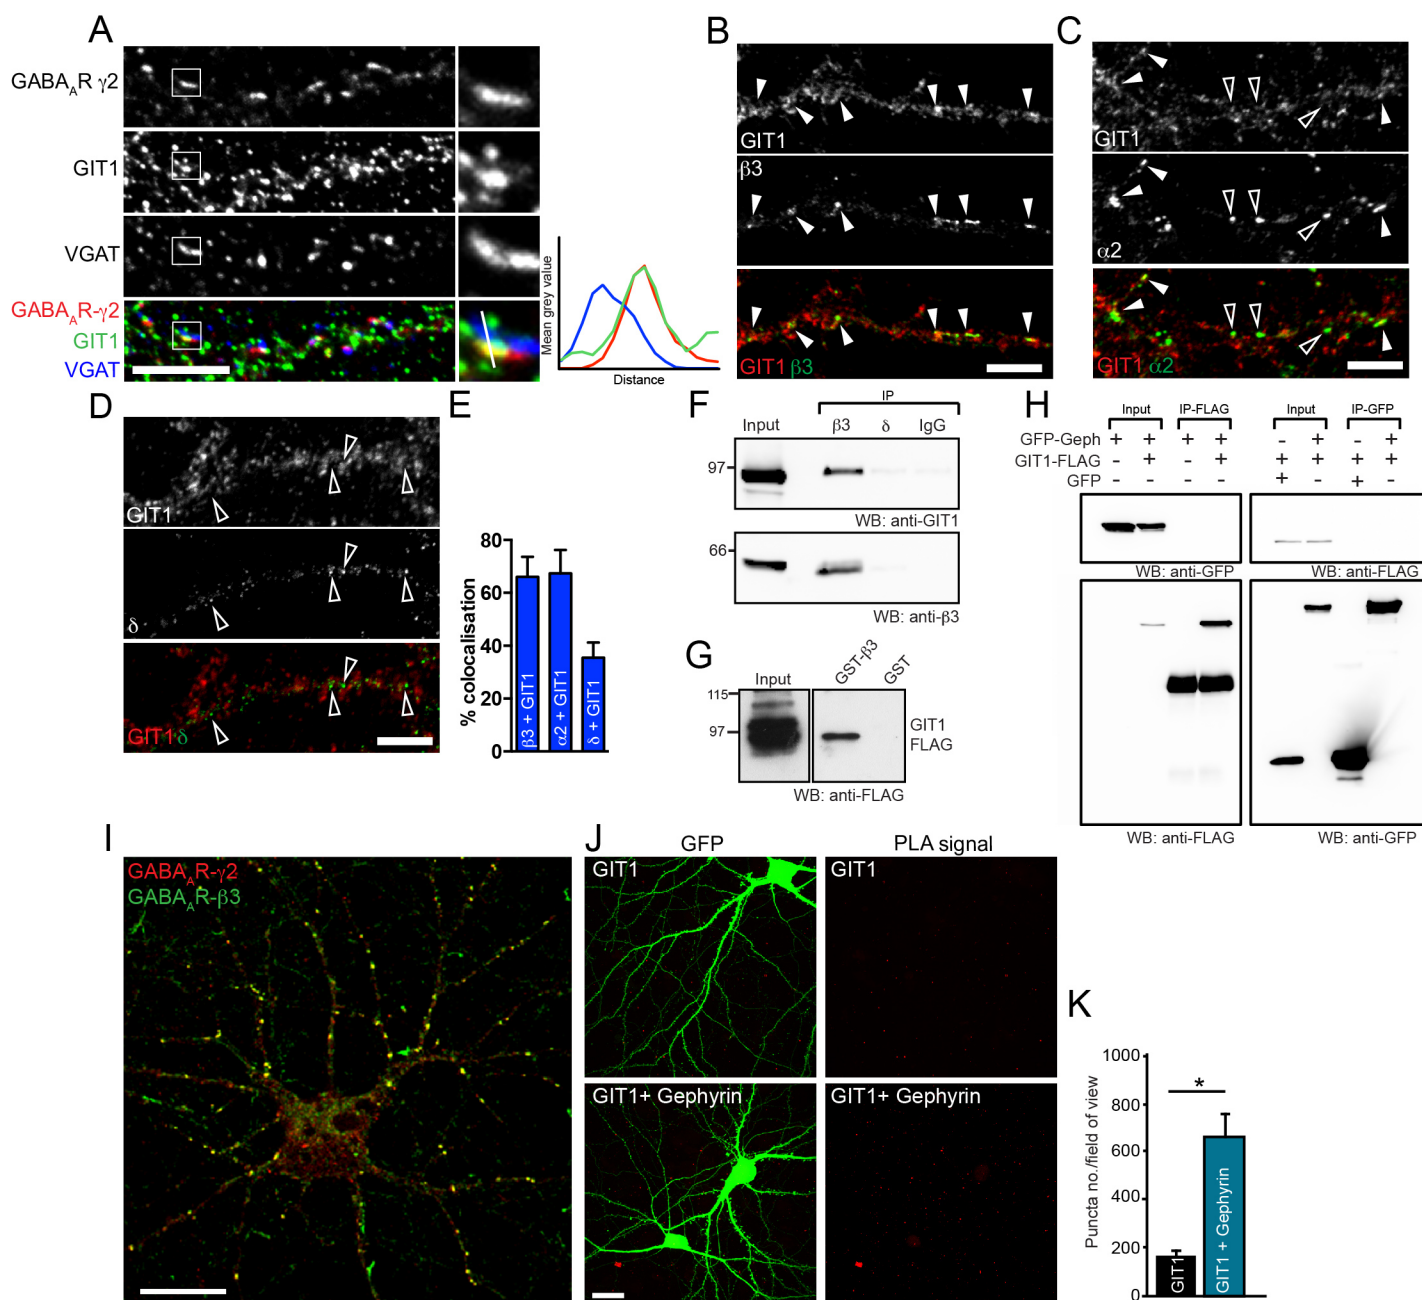 A
GABA_AR γ2
GIT1
VGAT
GABA_AR-γ2
GIT1
VGAT
Mean grey value
Distance
B
GIT1
β3
GIT1 β3
C
GIT1
α2
GIT1 α2
D
GIT1
δ
GIT1 δ
E
% colocalisation
80
60
40
20
0
β3 + GIT1
α2 + GIT1
δ + GIT1
F
IP
Input β3 δ IgG
97
WB: anti-GIT1
66
WB: anti-β3
G
Input GST-β3 GST
115
97
GIT1
FLAG
WB: anti-FLAG
H
Input IP-FLAG Input IP-GFP
GFP-Geph + + + + - + - +
GIT1-FLAG - + - + + + + +
GFP - - - - + - + -
WB: anti-GFP WB: anti-FLAG
WB: anti-FLAG WB: anti-GFP
I
GABA_AR-γ2
GABA_AR-β3
J
GFP PLA signal
GIT1 GIT1
GIT1+ Gephyrin GIT1+ Gephyrin
K
Puncta no./field of view
1000
800
600
400
200
0
*
GIT1
GIT1 + Gephyrin